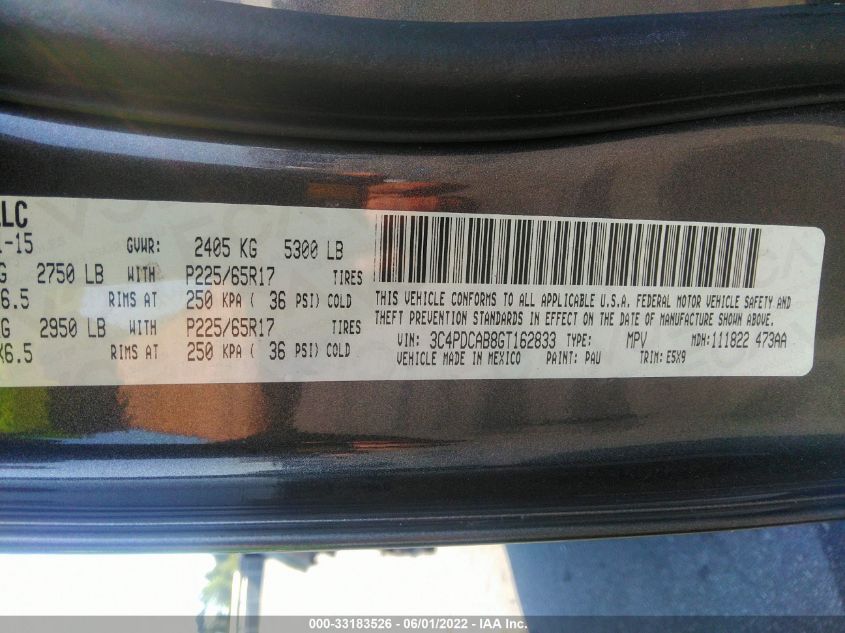 LLC
1-15 GVWR: 2405 KG 5300 LB
G 2750 LB WITH P225/65R17 TIRES
X6.5 RIMS AT 250 KPA ( 36 PSI) COLD
KG 2950 LB WITH P225/65R17 TIRES
X6.5 RIMS AT 250 KPA ( 36 PSI) COLD
THIS VEHICLE CONFORMS TO ALL APPLICABLE U.S.A. FEDERAL MOTOR VEHICLE SAFETY AND
THEFT PREVENTION STANDARDS IN EFFECT ON THE DATE OF MANUFACTURE SHOWN ABOVE.
VIN: 3C4PDCAB8GT162833 TYPE: MPV MDH: 111822 473AA
VEHICLE MADE IN MEXICO PAINT: PAU TRIM: E5X9
000-33183526 - 06/01/2022 - IAA Inc.